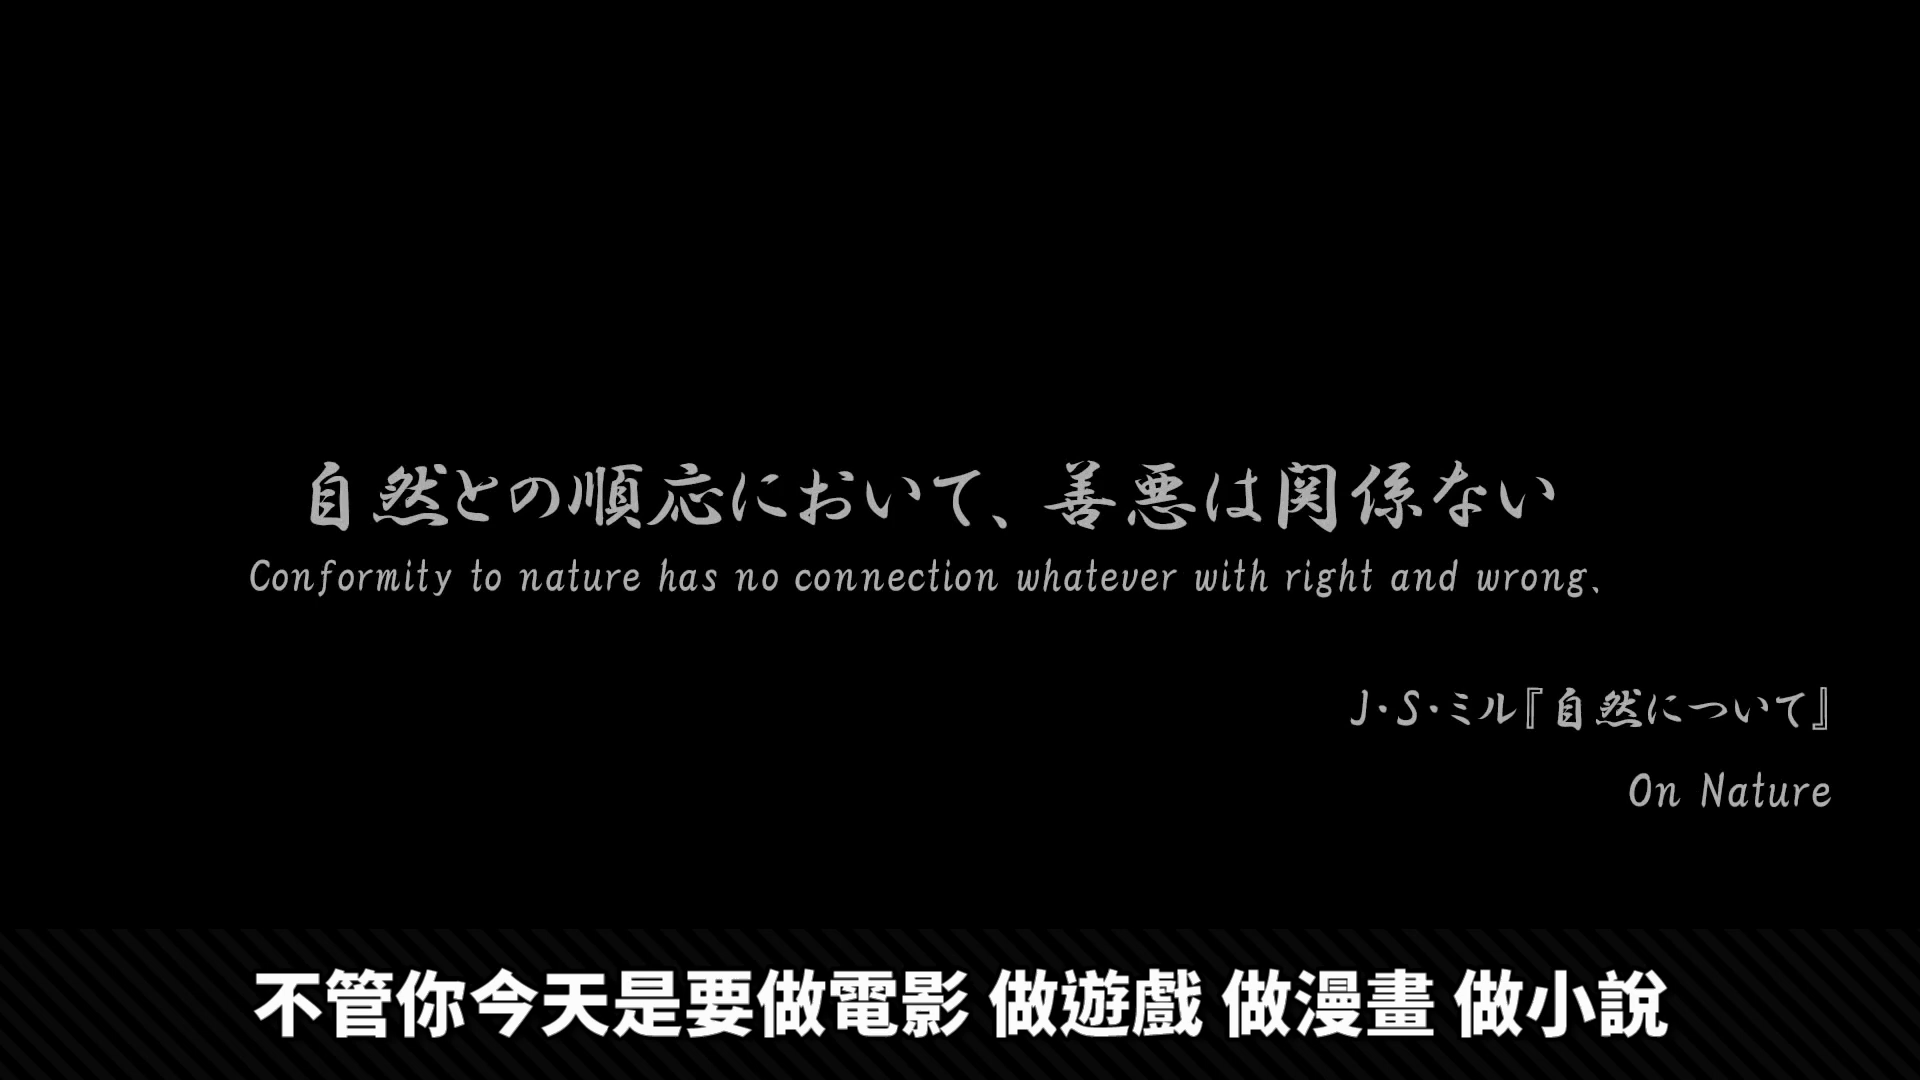 自然との順応において、善悪は関係ない
Conformity to nature has no connection whatever with right and wrong.
J・S・ミル『自然について』
On Nature
不管你今天是要做電影 做遊戲 做漫畫 做小說